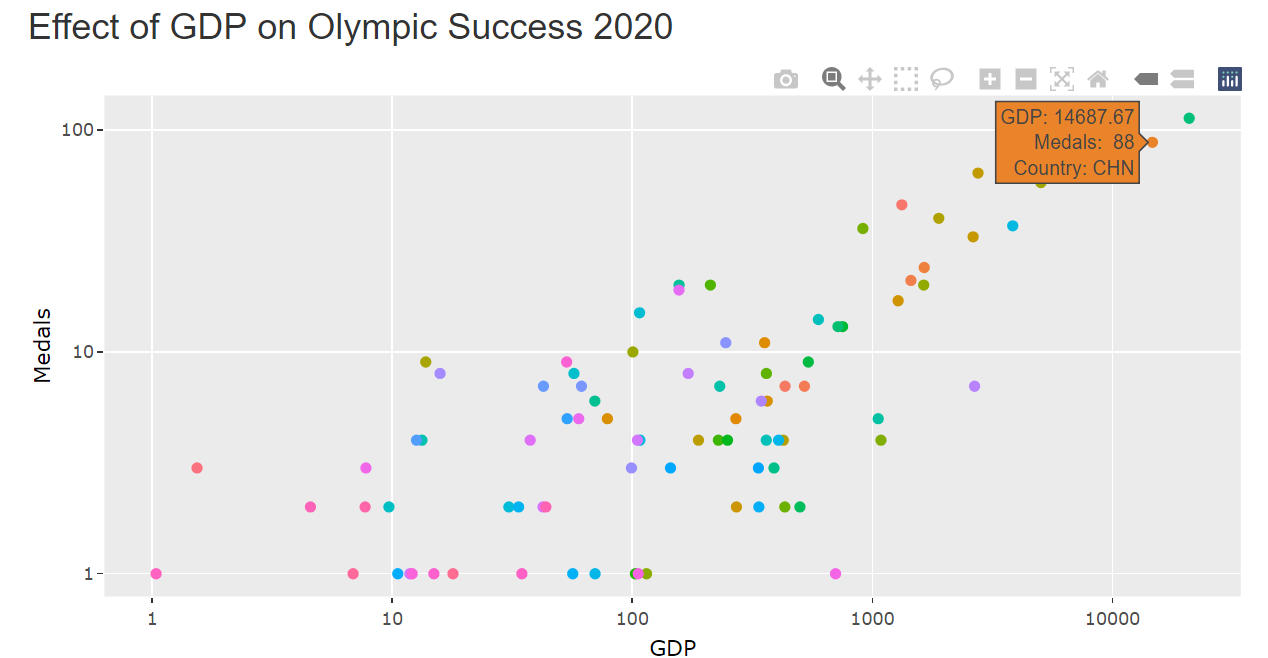 Effect of GDP on Olympic Success 2020
GDP: 14687.67
Medals:  88
Country: CHN
100
10
1
Medals
1 10 100 1000 10000
GDP